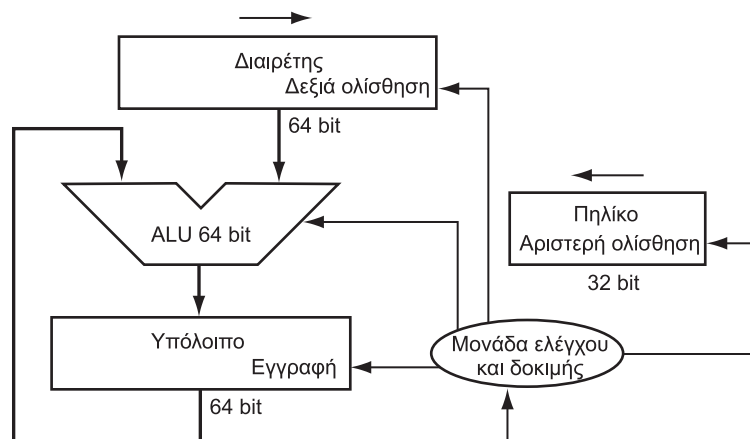 Διαιρέτης
Δεξιά ολίσθηση
64 bit
ALU 64 bit
Πηλίκο
Αριστερή ολίσθηση
32 bit
Υπόλοιπο
Εγγραφή
64 bit
Μονάδα ελέγχου
και δοκιμής